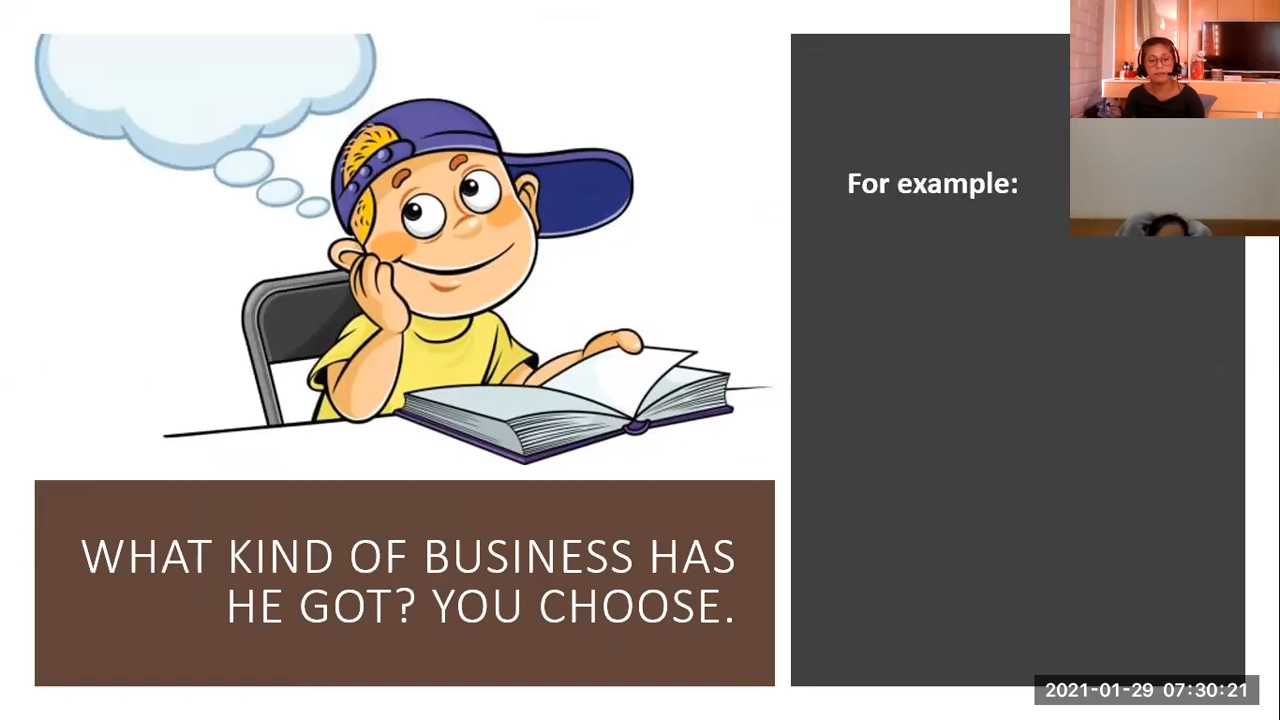 For example:
WHAT KIND OF BUSINESS HAS
HE GOT? YOU CHOOSE.
2021-01-29 07:30:21